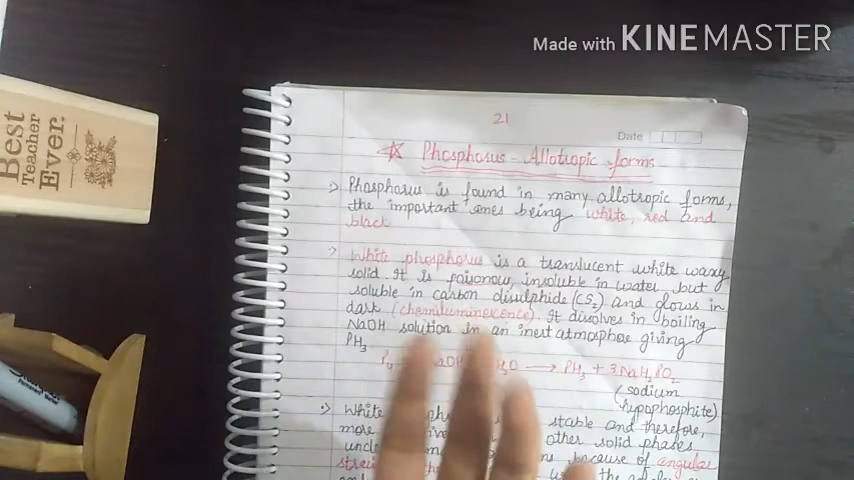 Made with KINEMASTER
Best
Teacher
Ever.
21
Date
Phosphorus - Allotropic forms
Phosphorus is found in many allotropic forms,
the important ones being white, red and
black
White phosphorus is a translucent white waxy
solid. It is poisonous, insoluble in water but
soluble in carbon disulphide (CS2) and glows in
dark (chemiluminescence). It disolves in boiling
NaOH solution in an inert atmosphere giving
PH3
→ PH3 + 3NaH2PO2
(sodium
hypophosphite)
White stable and therefore,
more other solid phases
because of angular